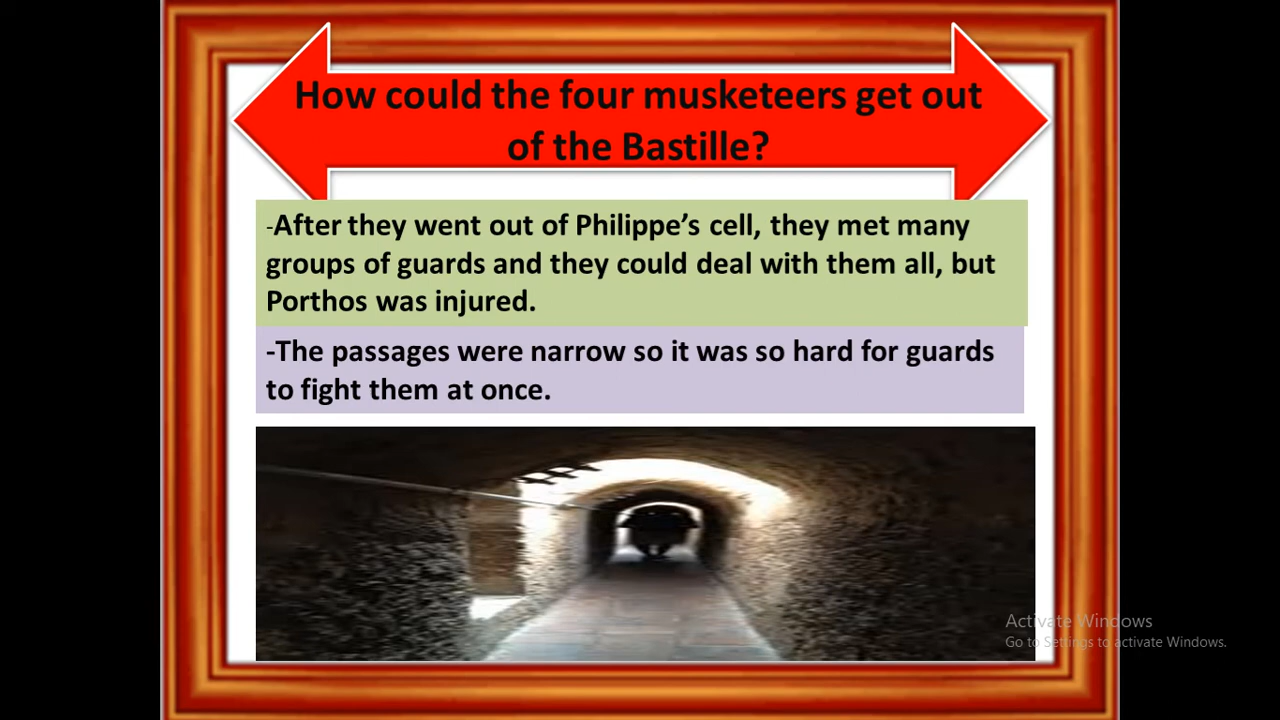 How could the four musketeers get out
of the Bastille?
-After they went out of Philippe’s cell, they met many
groups of guards and they could deal with them all, but
Porthos was injured.
-The passages were narrow so it was so hard for guards
to fight them at once.
Activate Windows
Go to Settings to activate Windows.